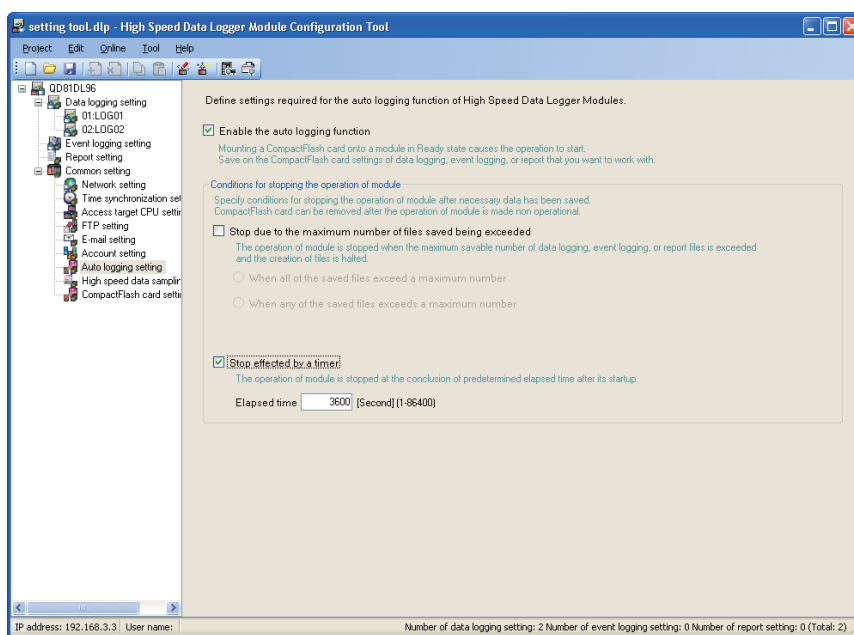 setting tool.dlp - High Speed Data Logger Module Configuration Tool
Project Edit Online Tool Help
QD81DL96
Data logging setting
01:LOG01
02:LOG02
Event logging setting
Report setting
Common setting
Network setting
Time synchronization sel
Access target CPU settin
FTP setting
E-mail setting
Account setting
Auto logging setting
High speed data samplin
CompactFlash card settin
Define settings required for the auto logging function of High Speed Data Logger Modules.
Enable the auto logging function
Mounting a CompactFlash card onto a module in Ready state causes the operation to start.
Save on the CompactFlash card settings of data logging, event logging, or report that you want to work with.
Conditions for stopping the operation of module
Specify conditions for stopping the operation of module after necessary data has been saved.
CompactFlash card can be removed after the operation of module is made non operational.
Stop due to the maximum number of files saved being exceeded
The operation of module is stopped when the maximum savable number of data logging, event logging, or report files is exceeded
and the creation of files is halted.
When all of the saved files exceed a maximum number
When any of the saved files exceeds a maximum number
Stop effected by a timer
The operation of module is stopped at the conclusion of predetermined elapsed time after its startup.
Elapsed time 3600 [Second] (1-86400)
IP address: 192.168.3.3 User name: Number of data logging setting: 2 Number of event logging setting: 0 Number of report setting: 0 (Total: 2)